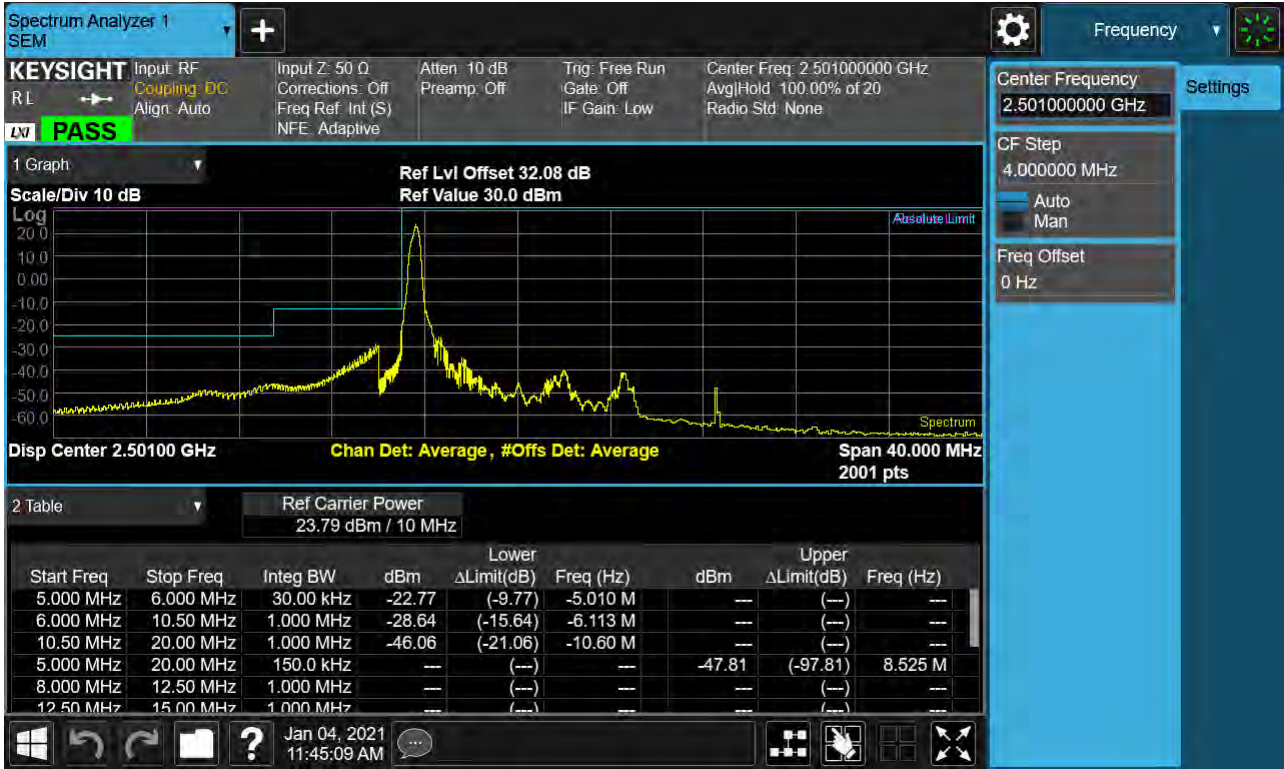 Spectrum Analyzer 1
SEM
Frequency
KEYSIGHT
R L
LXI
PASS
Input: RF
Coupling: DC
Align: Auto
Input Z: 50 Ω
Corrections: Off
Freq Ref: Int (S)
NFE: Adaptive
Atten: 10 dB
Preamp: Off
Trig: Free Run
Gate: Off
IF Gain: Low
Center Freq: 2.501000000 GHz
Avg|Hold: 100.00% of 20
Radio Std: None
Center Frequency
2.501000000 GHz
Settings
CF Step
4.000000 MHz
Auto
Man
Freq Offset
0 Hz
1 Graph
Scale/Div 10 dB
Ref Lvl Offset 32.08 dB
Ref Value 30.0 dBm
Log
Absolute Limit
20.0
10.0
0.00
-10.0
-20.0
-30.0
-40.0
-50.0
-60.0
Spectrum
Disp Center 2.50100 GHz
Chan Det: Average , #Offs Det: Average
Span 40.000 MHz
2001 pts
2 Table
Ref Carrier Power
23.79 dBm / 10 MHz
Lower Upper
Start Freq Stop Freq Integ BW dBm ΔLimit(dB) Freq (Hz) dBm ΔLimit(dB) Freq (Hz)
5.000 MHz 6.000 MHz 30.00 kHz -22.77 (-9.77) -5.010 M --- (---) ---
6.000 MHz 10.50 MHz 1.000 MHz -28.64 (-15.64) -6.113 M --- (---) ---
10.50 MHz 20.00 MHz 1.000 MHz -46.06 (-21.06) -10.60 M --- (---) ---
5.000 MHz 20.00 MHz 150.0 kHz --- (---) --- -47.81 (-97.81) 8.525 M
8.000 MHz 12.50 MHz 1.000 MHz --- (---) --- --- (---) ---
12.50 MHz 15.00 MHz 1.000 MHz --- (---) --- --- (---) ---
Jan 04, 2021
11:45:09 AM